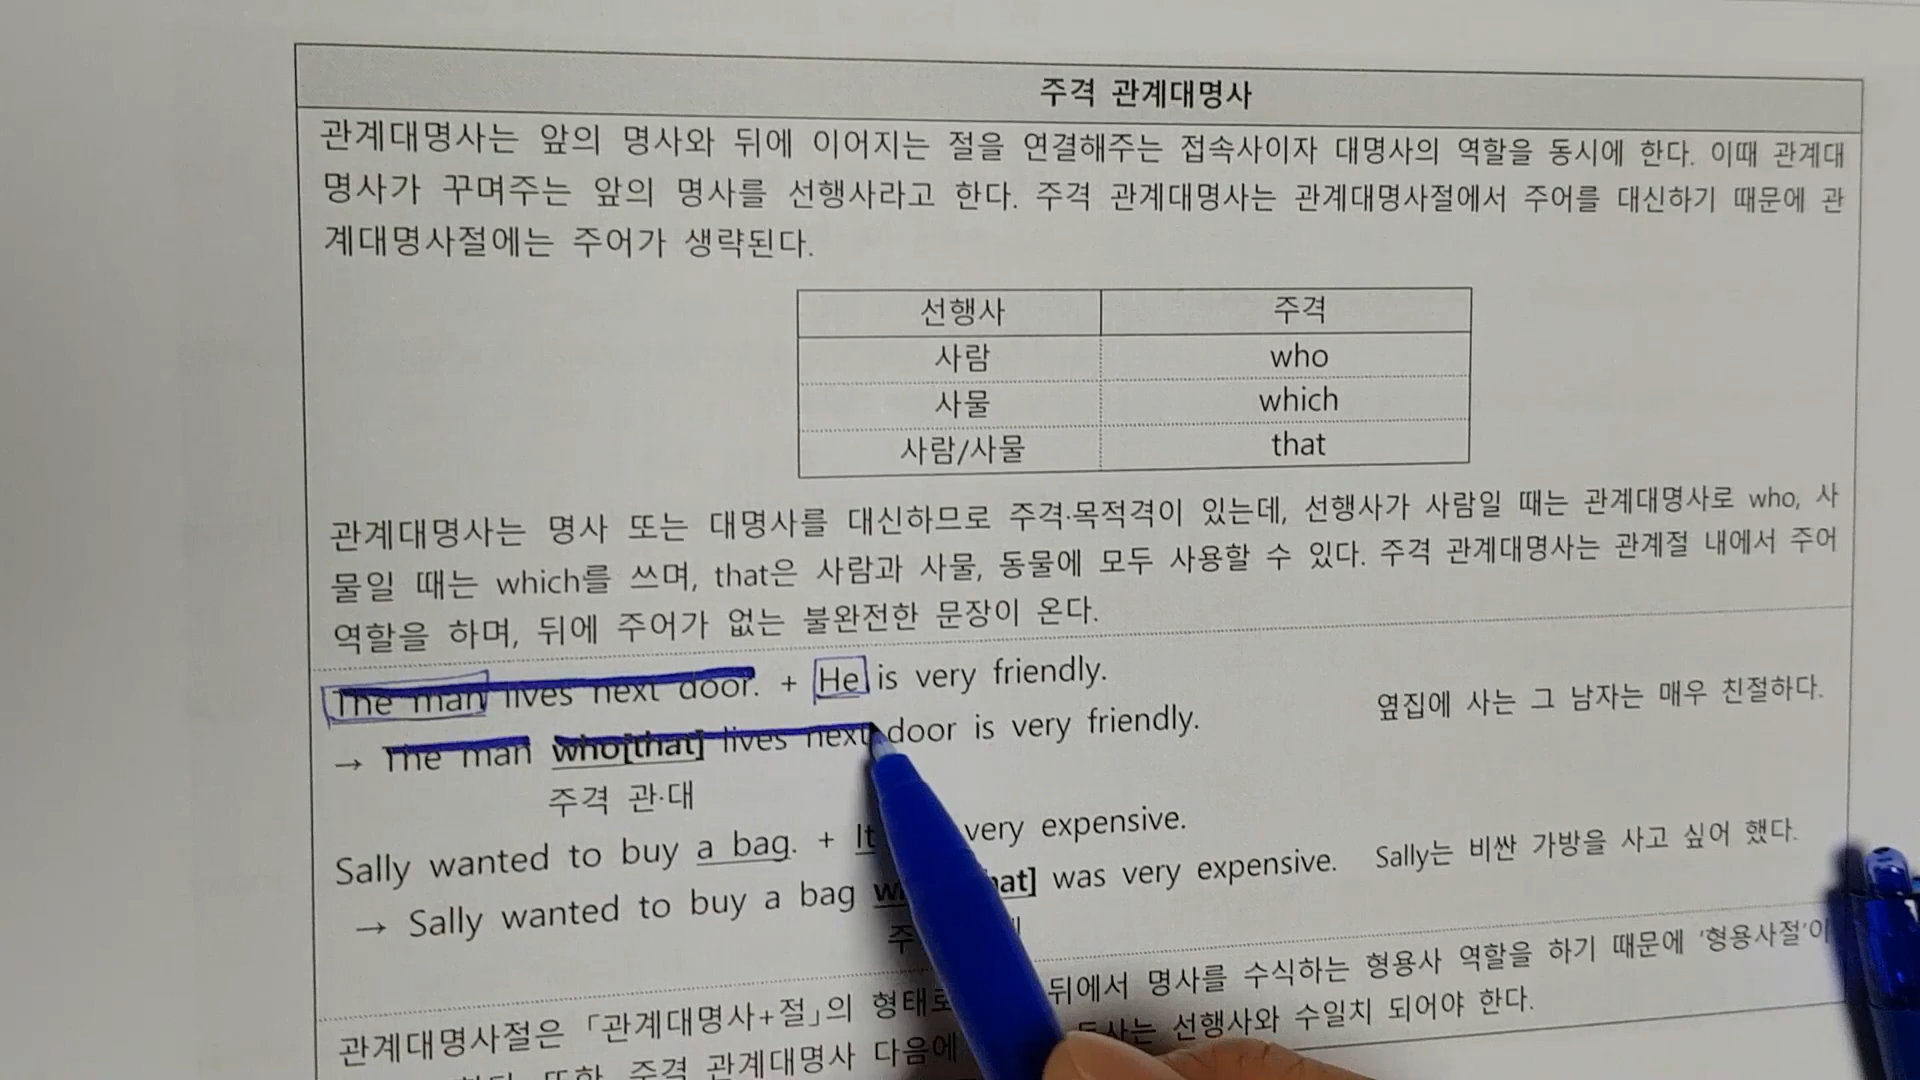 주격 관계대명사
관계대명사는 앞의 명사와 뒤에 이어지는 절을 연결해주는 접속사이자 대명사의 역할을 동시에 한다. 이때 관계대
명사가 꾸며주는 앞의 명사를 선행사라고 한다. 주격 관계대명사는 관계대명사절에서 주어를 대신하기 때문에 관
계대명사절에는 주어가 생략된다.
선행사 주격
사람 who
사물 which
사람/사물 that
관계대명사는 명사 또는 대명사를 대신하므로 주격·목적격이 있는데, 선행사가 사람일 때는 관계대명사로 who, 사
물일 때는 which를 쓰며, that은 사람과 사물, 동물에 모두 사용할 수 있다. 주격 관계대명사는 관계절 내에서 주어
역할을 하며, 뒤에 주어가 없는 불완전한 문장이 온다.
The man lives next door. + He is very friendly.
→ The man who[that] lives next door is very friendly. 옆집에 사는 그 남자는 매우 친절하다.
주격 관·대
Sally wanted to buy a bag. + It very expensive.
→ Sally wanted to buy a bag was very expensive. Sally는 비싼 가방을 사고 싶어 했다.
관계대명사절은 「관계대명사+절」의 뒤에서 명사를 수식하는 형용사 역할을 하기 때문에 '형용사절'이
또한 주격 관계대명사 다음에 선행사와 수일치 되어야 한다.